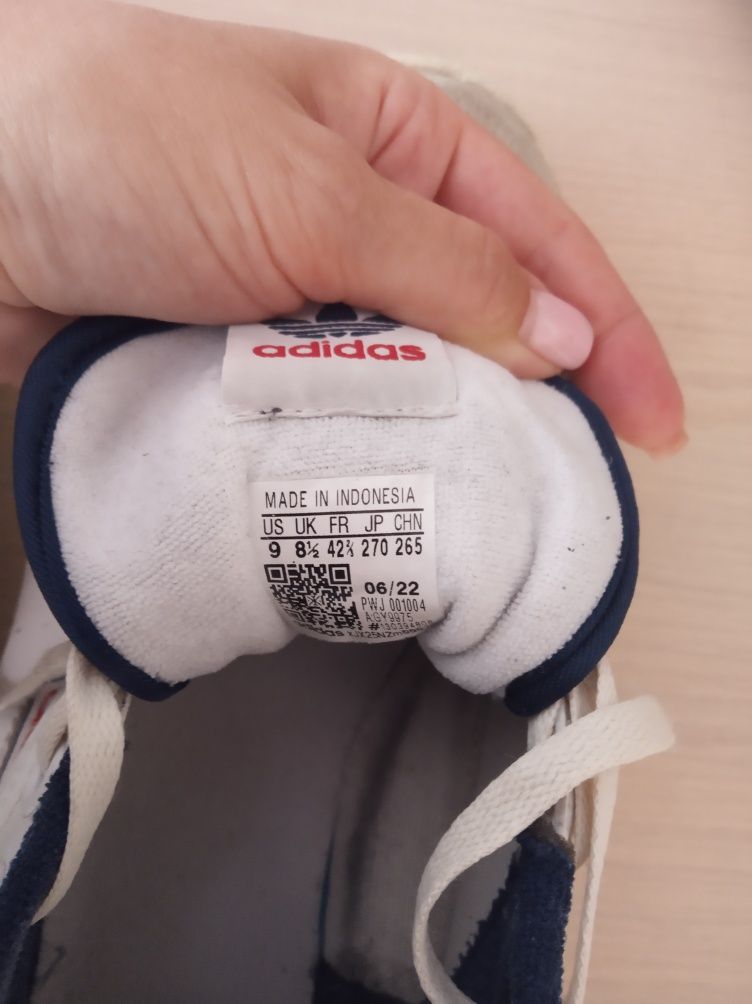 adidas
MADE IN INDONESIA
US UK FR JP CHN
9 8½ 42⅔ 270 265
06/22
PWJ 001004
adidas